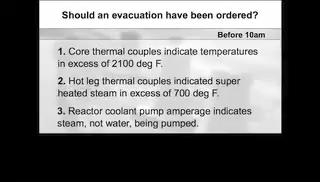 Should an evacuation have been ordered?
Before 10am
1. Core thermal couples indicate temperatures
in excess of 2100 deg F.
2. Hot leg thermal couples indicated super
heated steam in excess of 700 deg F.
3. Reactor coolant pump amperage indicates
steam, not water, being pumped.